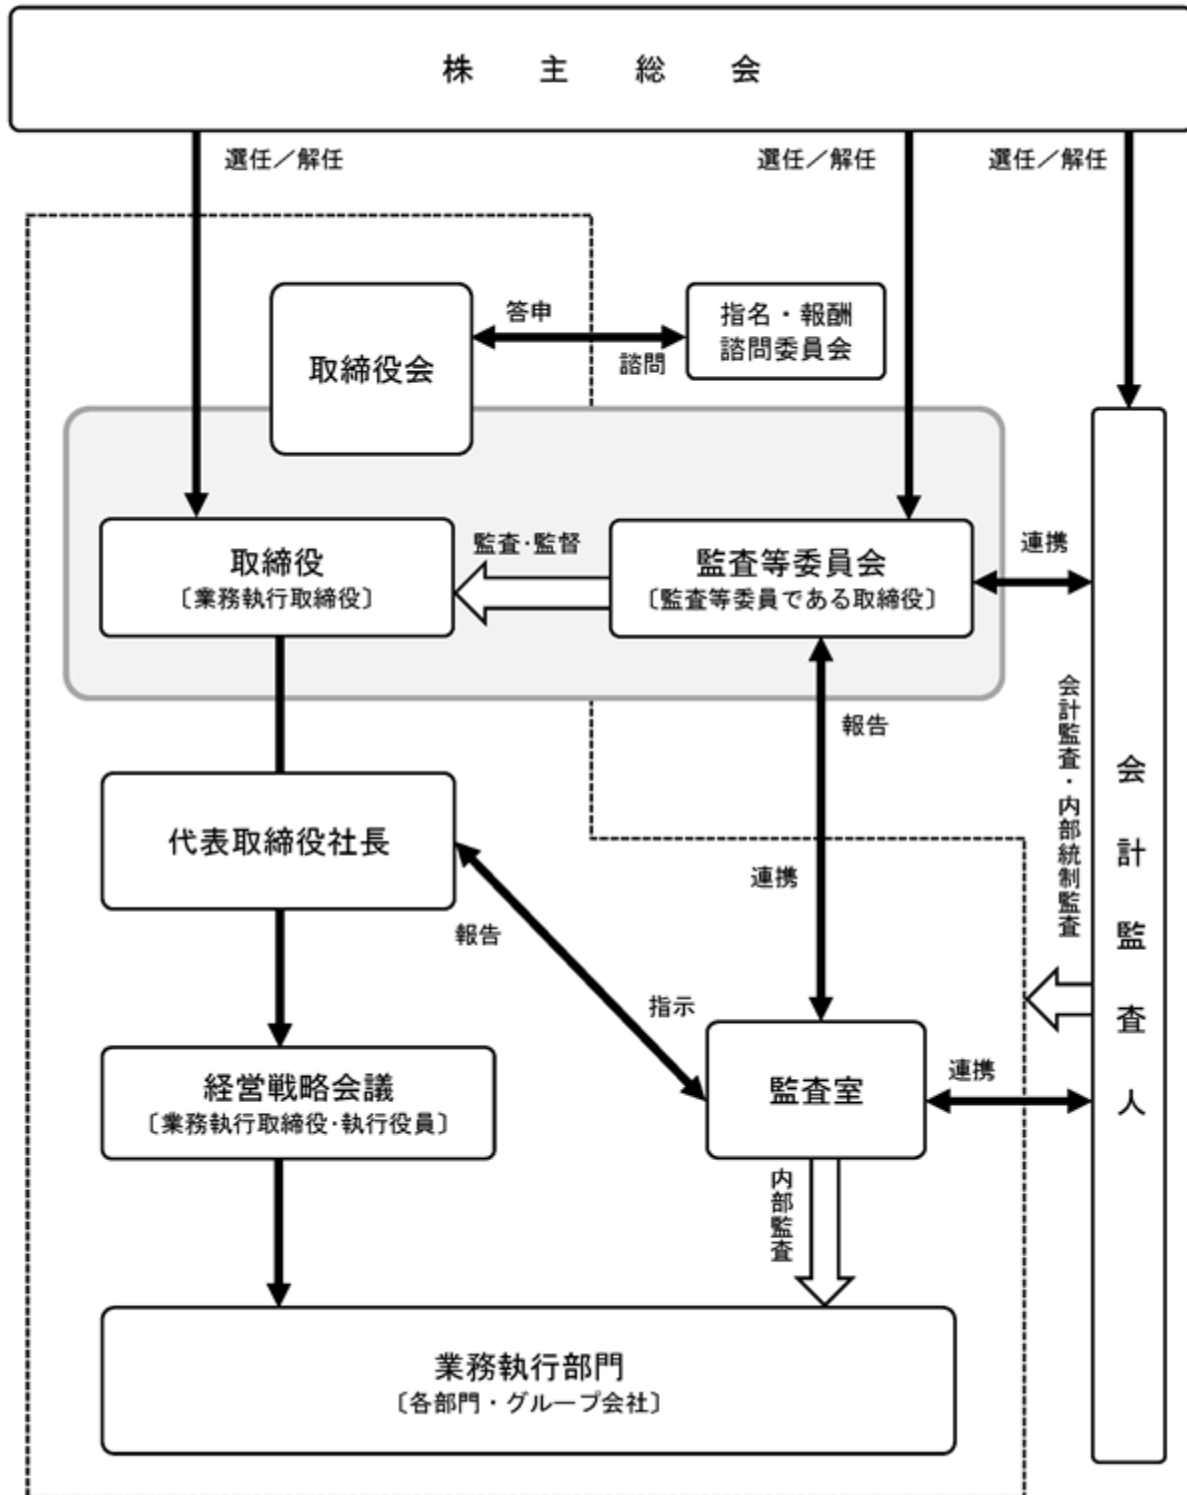 株主総会
選任／解任
選任／解任
選任／解任
取締役会
答申
諮問
指名・報酬
諮問委員会
取締役
〔業務執行取締役〕
監査･監督
監査等委員会
〔監査等委員である取締役〕
連携
報告
連携
会計監査・内部統制監査
会計監査人
代表取締役社長
報告
指示
経営戦略会議
〔業務執行取締役･執行役員〕
監査室
連携
内部監査
業務執行部門
〔各部門・グループ会社〕